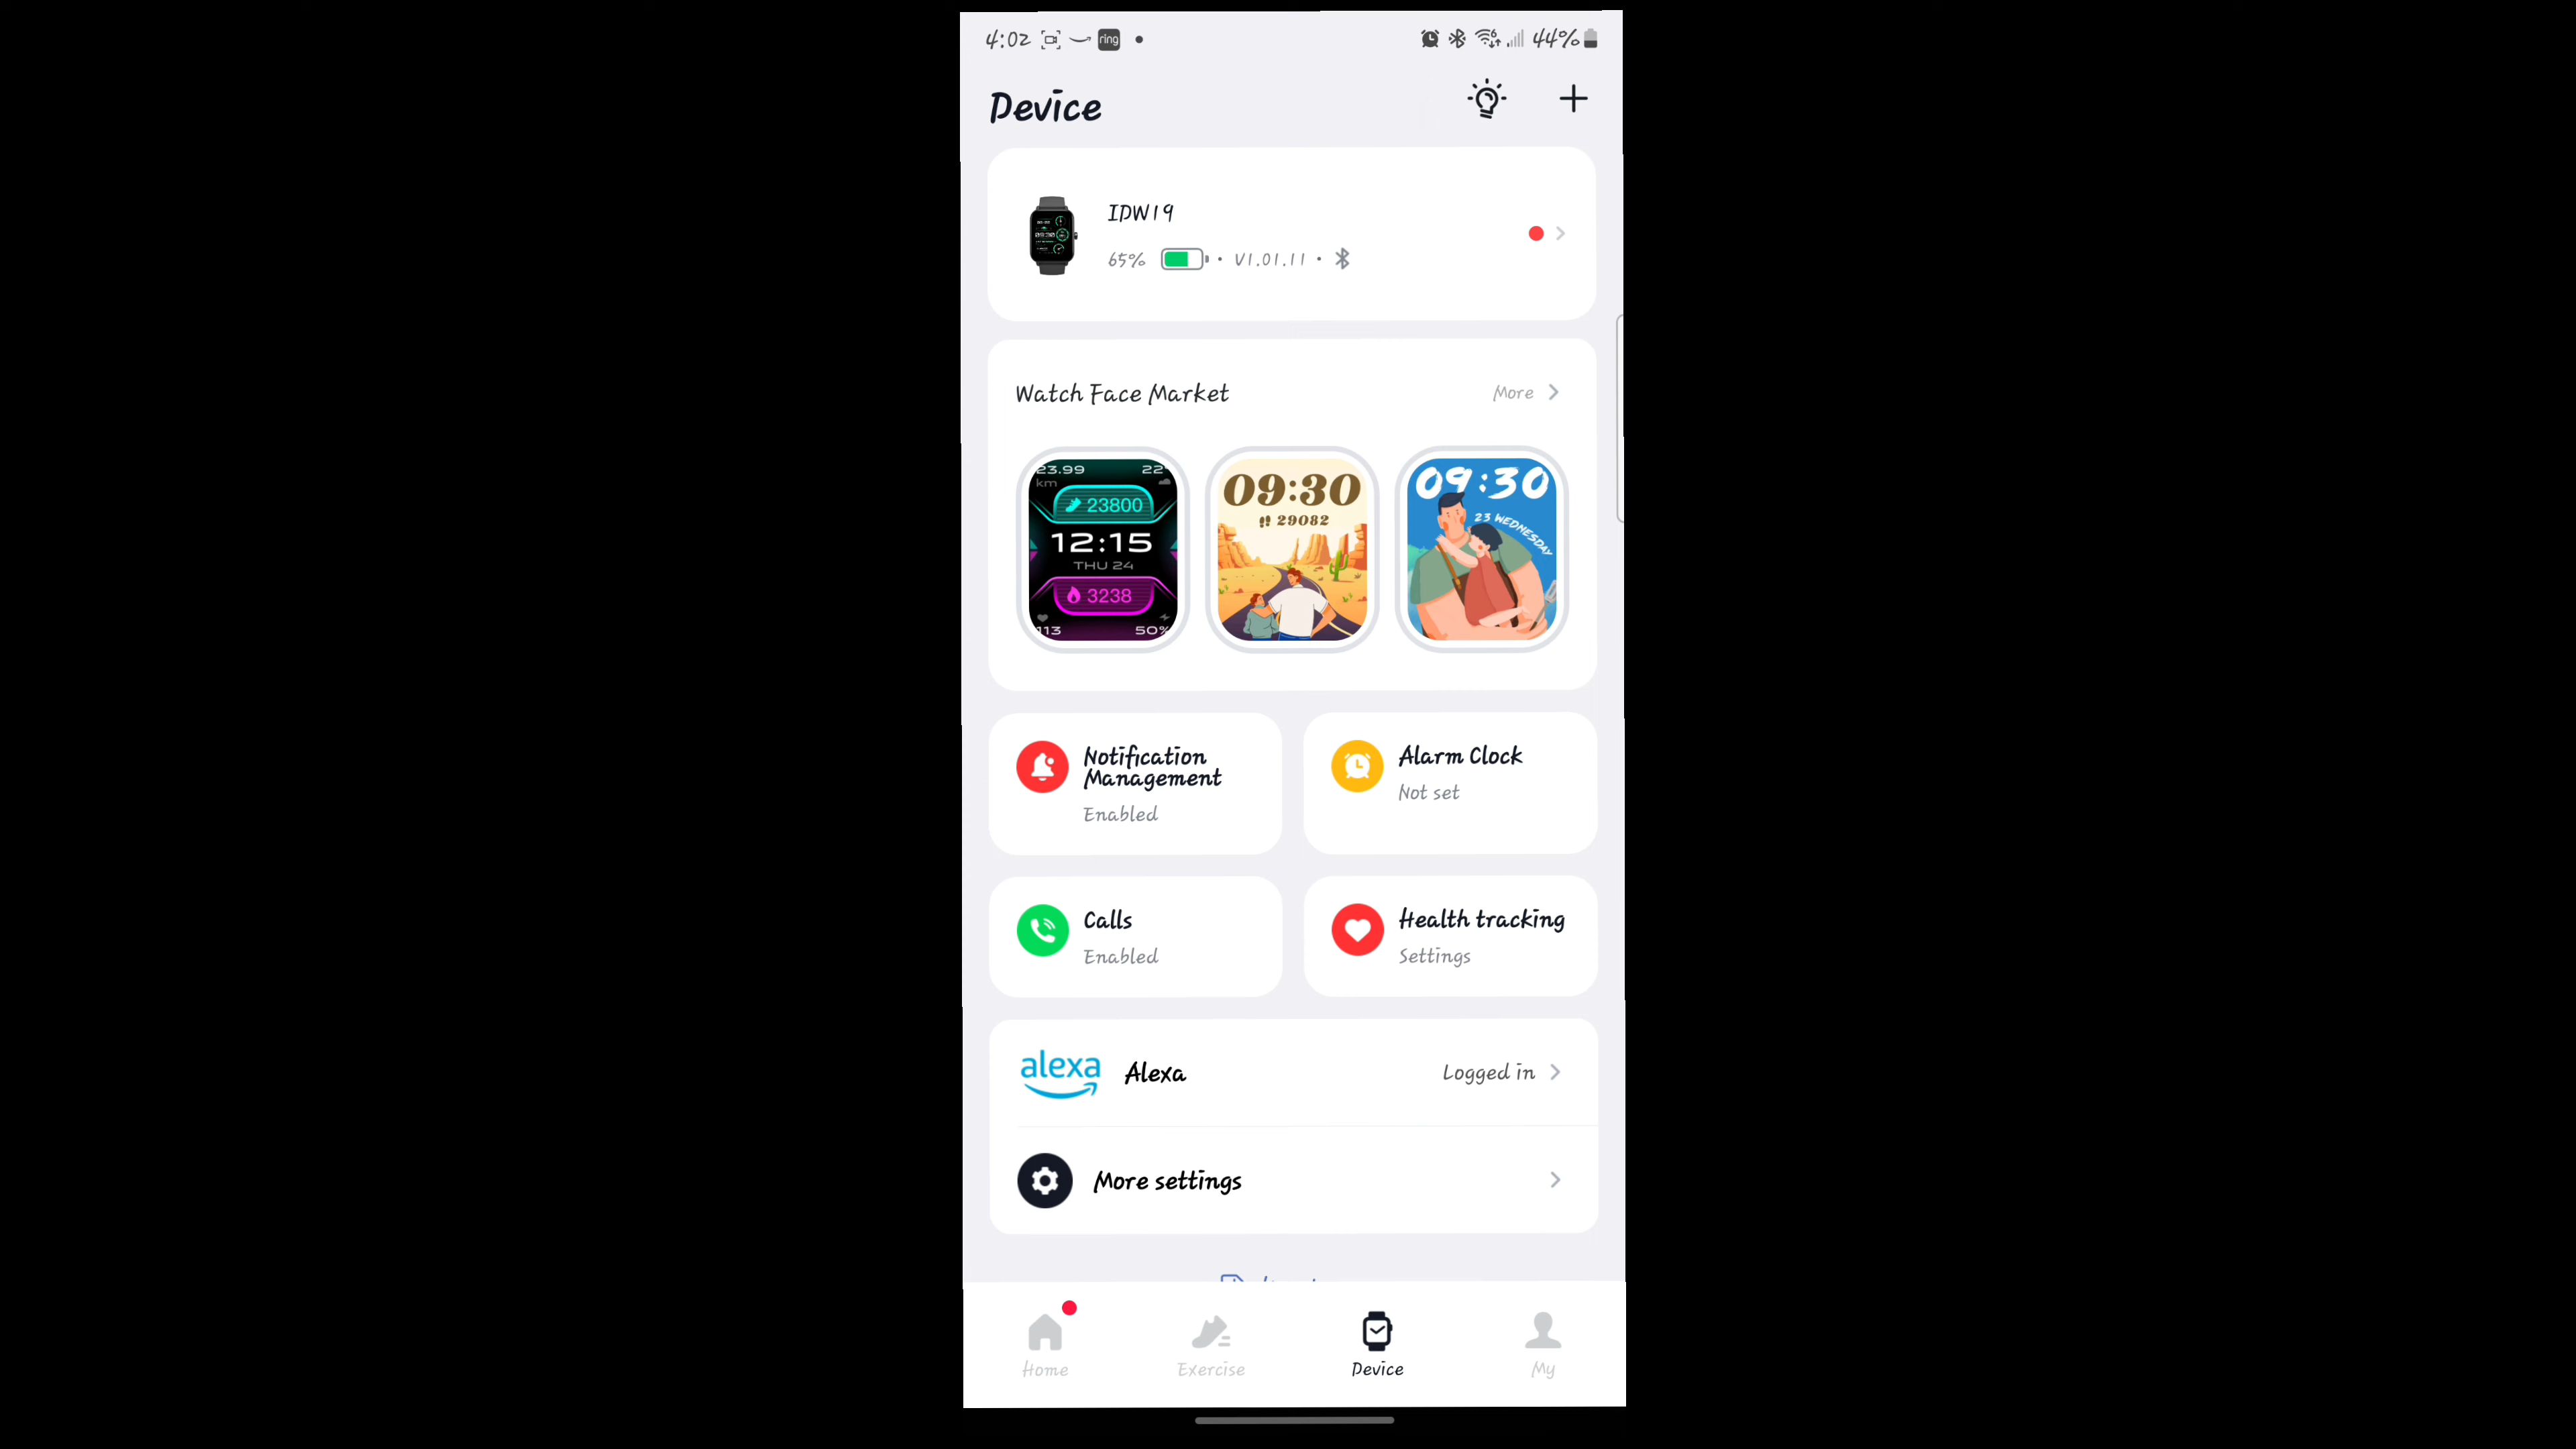 4:02 ring 44%
Device
IDW19
65% • V1.01.11 •
Watch Face Market More
23.99 22°
km
23800
12:15
THU 24
3238
113 50%
09:30
29082
09:30
23 WEDNESDAY
Notification
Management
Enabled
Alarm Clock
Not set
Calls
Enabled
Health tracking
Settings
alexa Alexa Logged in
More settings
Home Exercise Device My